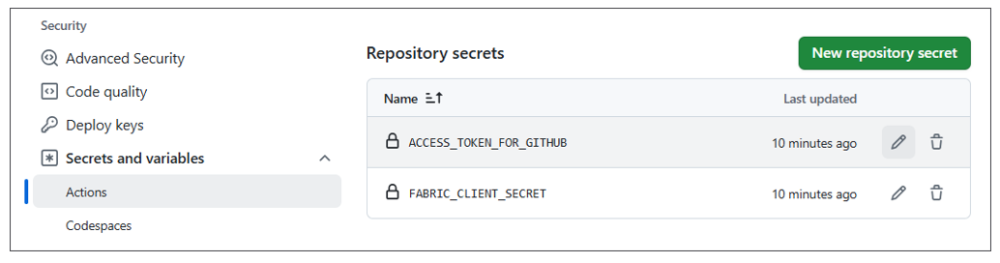 Security
Advanced Security
Code quality
Deploy keys
Secrets and variables
Actions
Codespaces
Repository secrets
New repository secret
Name Last updated
ACCESS_TOKEN_FOR_GITHUB 10 minutes ago
FABRIC_CLIENT_SECRET 10 minutes ago